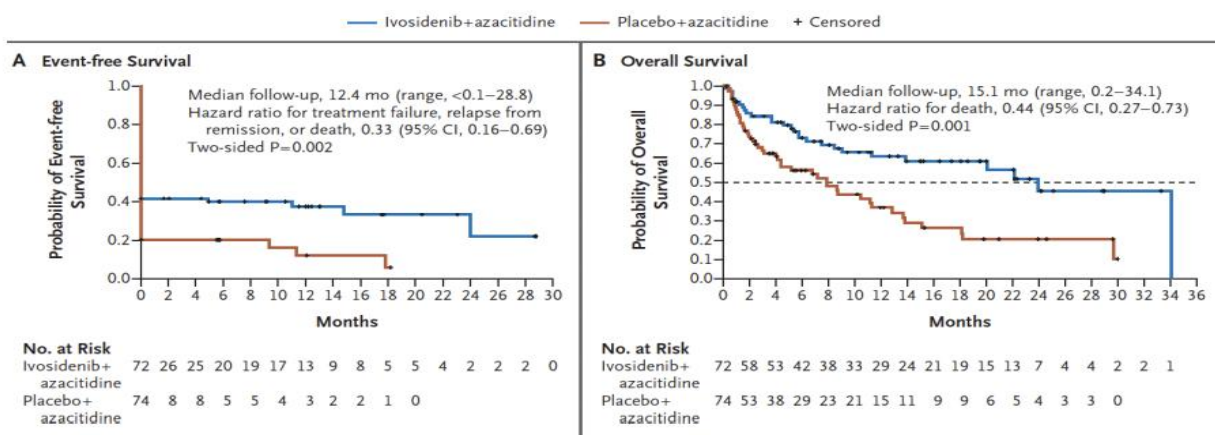 Ivosidenib+azacitidine Placebo+azacitidine + Censored
A Event-free Survival
Median follow-up, 12.4 mo (range, <0.1–28.8)
Hazard ratio for treatment failure, relapse from
remission, or death, 0.33 (95% CI, 0.16–0.69)
Two-sided P=0.002
Probability of Event-free
Survival
1.0
0.8
0.6
0.4
0.2
0.0
0 2 4 6 8 10 12 14 16 18 20 22 24 26 28 30
Months
No. at Risk
Ivosidenib+
azacitidine
72 26 25 20 19 17 13 9 8 5 5 4 2 2 2 0
Placebo+
azacitidine
74 8 8 5 5 4 3 2 2 1 0
B Overall Survival
Median follow-up, 15.1 mo (range, 0.2–34.1)
Hazard ratio for death, 0.44 (95% CI, 0.27–0.73)
Two-sided P=0.001
Probability of Overall
Survival
1.0
0.9
0.8
0.7
0.6
0.5
0.4
0.3
0.2
0.1
0.0
0 2 4 6 8 10 12 14 16 18 20 22 24 26 28 30 32 34 36
Months
No. at Risk
Ivosidenib+
azacitidine
72 58 53 42 38 33 29 24 21 19 15 13 7 4 4 2 2 1
Placebo+
azacitidine
74 53 38 29 23 21 15 11 9 9 6 5 4 3 3 0